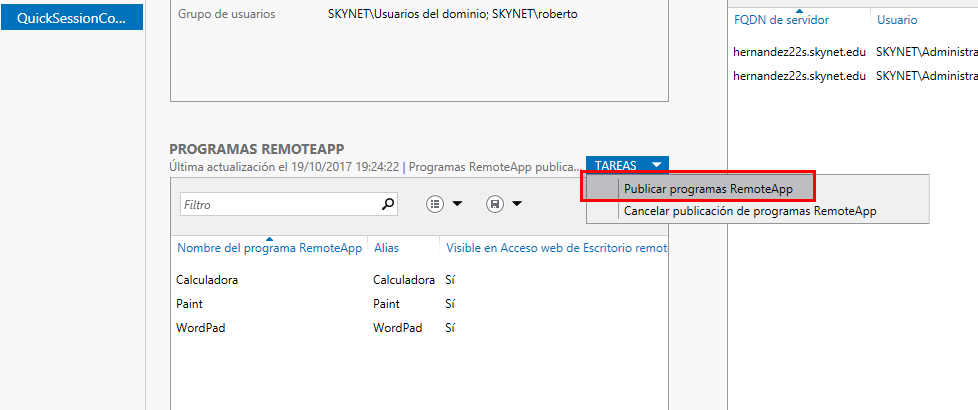 QuickSessionCo...
Grupo de usuarios
SKYNET\Usuarios del dominio; SKYNET\roberto
PROGRAMAS REMOTEAPP
Última actualización el 19/10/2017 19:24:22 | Programas RemoteApp publica...
TAREAS
Publicar programas RemoteApp
Cancelar publicación de programas RemoteApp
Filtro
Nombre del programa RemoteApp Alias Visible en Acceso web de Escritorio remot
Calculadora Calculadora Sí
Paint Paint Sí
WordPad WordPad Sí
FQDN de servidor Usuario
hernandez22s.skynet.edu SKYNET\Administra
hernandez22s.skynet.edu SKYNET\Administra